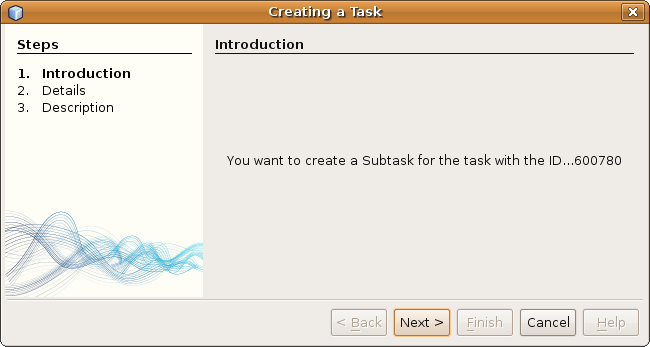 Creating a Task
Steps
1. Introduction
2. Details
3. Description
Introduction
You want to create a Subtask for the task with the ID...600780
< Back
Next >
Finish
Cancel
Help